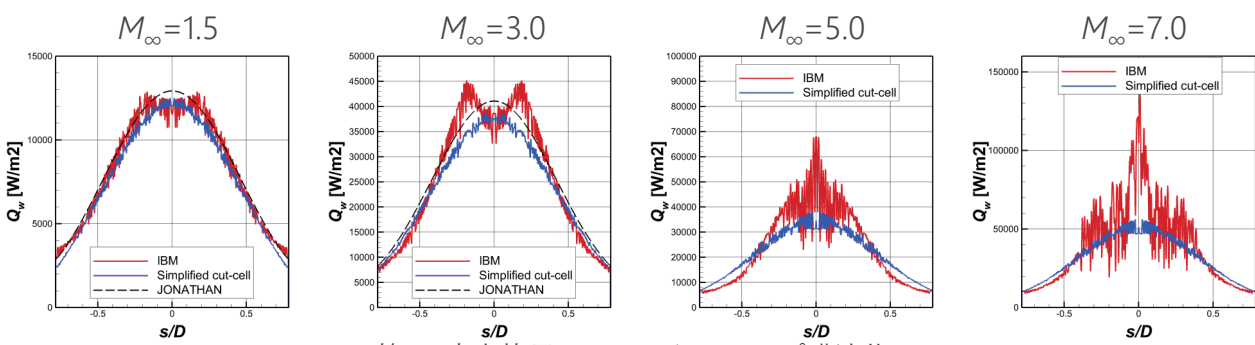 M∞=1.5
M∞=3.0
M∞=5.0
M∞=7.0
Qw [W/m2]
15000
10000
5000
0
IBM
Simplified cut-cell
JONATHAN
-0.5
0
0.5
s/D
Qw [W/m2]
50000
45000
40000
35000
30000
25000
20000
15000
10000
5000
0
IBM
Simplified cut-cell
JONATHAN
-0.5
0
0.5
s/D
Qw [W/m2]
100000
90000
80000
70000
60000
50000
40000
30000
20000
10000
0
IBM
Simplified cut-cell
-0.5
0
0.5
s/D
Qw [W/m2]
150000
100000
50000
0
IBM
Simplified cut-cell
-0.5
0
0.5
s/D